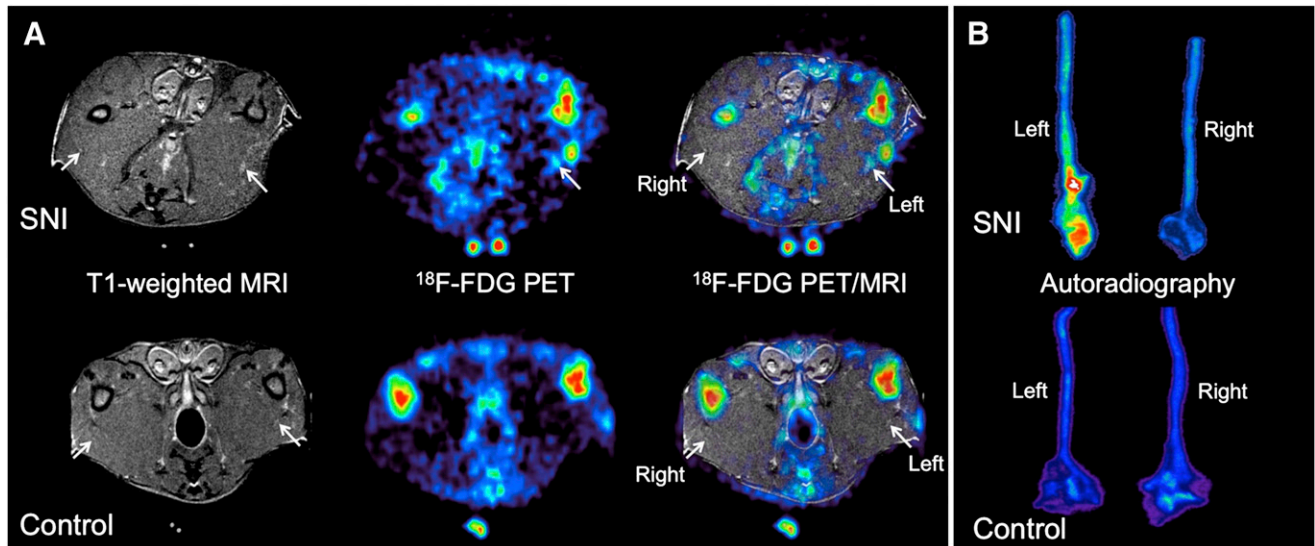 A
B
Left
Right
Right
Left
SNI
SNI
T1-weighted MRI
¹⁸F-FDG PET
¹⁸F-FDG PET/MRI
Autoradiography
Left
Right
Right
Left
Control
Control